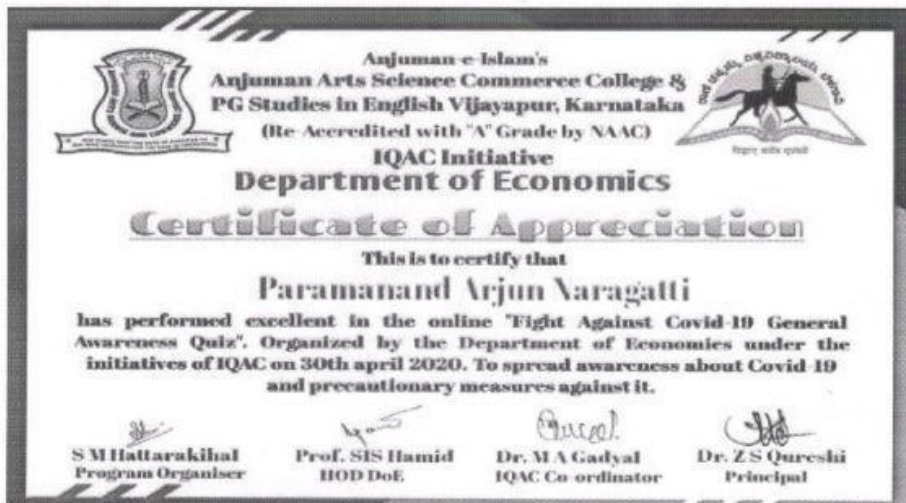 Anjuman-e-Islam's
Anjuman Arts Science Commerce College &
PG Studies in English Vijayapur, Karnataka
(Re-Accredited with "A" Grade by NAAC)
IQAC Initiative
Department of Economics
Certificate of Appreciation
This is to certify that
Paramanand Arjun Naragatti
has performed excellent in the online "Fight Against Covid-19 General
Awareness Quiz". Organized by the Department of Economics under the
initiatives of IQAC on 30th april 2020. To spread awareness about Covid-19
and precautionary measures against it.
S M Hattarakihal
Program Organiser
Prof. SIS Hamid
HOD DoE
Dr. M A Gadyal
IQAC Co-ordinator
Dr. Z S Qureshi
Principal